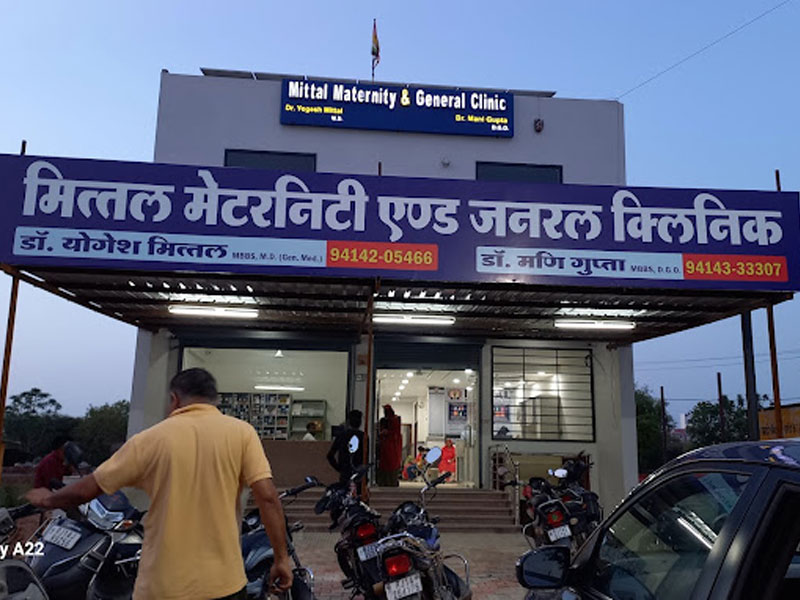 Mittal Maternity & General Clinic
Dr. Yogesh Mittal
M.D.
Dr. Mani Gupta
D.G.O.
मित्तल मेटरनिटी एण्ड जनरल क्लिनिक
डॉ. योगेश मित्तल MBBS, M.D. (Gen. Med.) 94142-05466
डॉ. मणि गुप्ता MBBS, D.G.O. 94143-33307
y A22